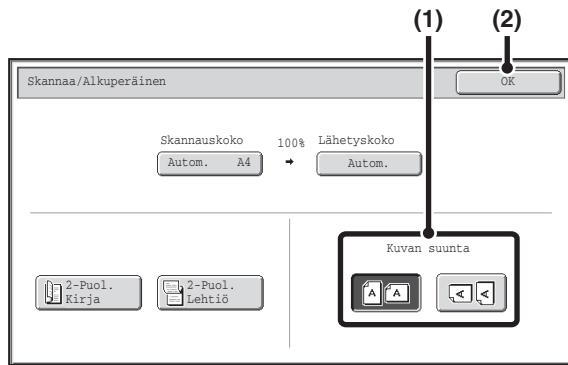 (1) (2)
Skannaa/Alkuperäinen OK
Skannauskoko 100% Lähetyskoko
Autom. A4 Autom.
Kuvan suunta
2-Puol. Kirja
2-Puol. Lehtiö
A A A A